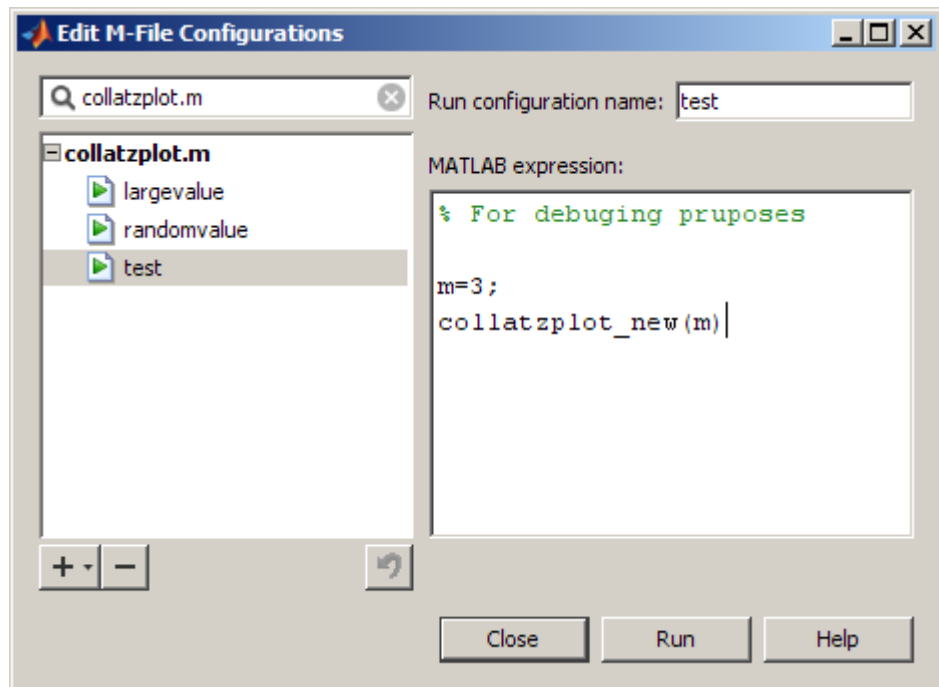 Edit M-File Configurations
collatzplot.m
Run configuration name: test
collatzplot.m
largevalue
randomvalue
test
MATLAB expression:
% For debuging pruposes
m=3;
collatzplot_new(m)
Close Run Help